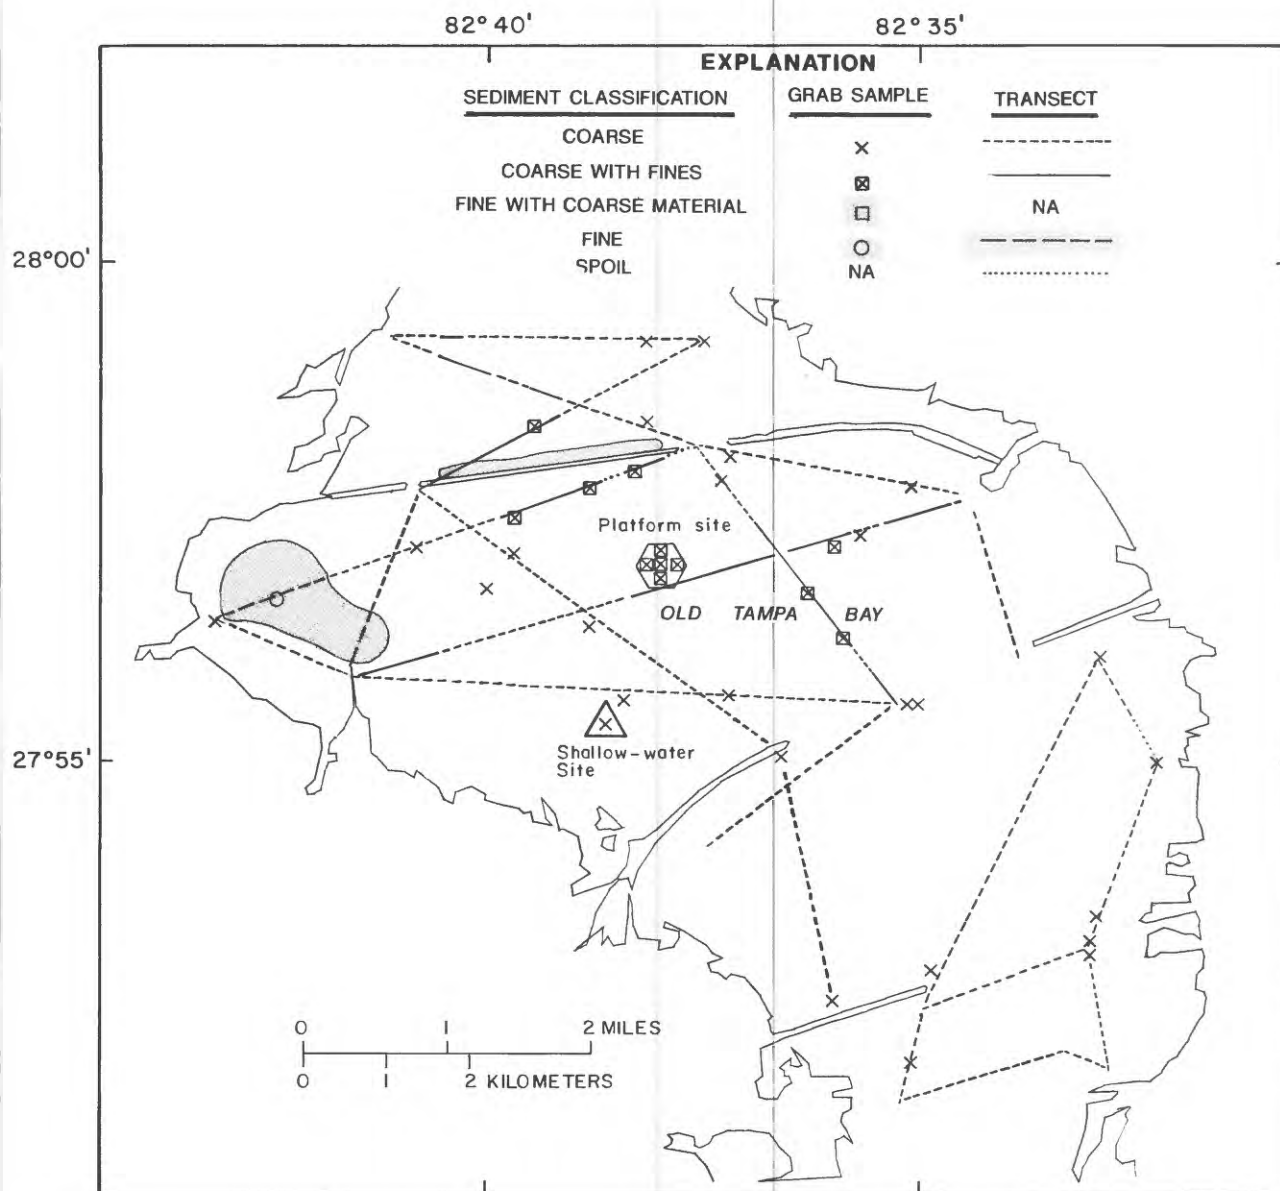 82°40' 82°35'
EXPLANATION
SEDIMENT CLASSIFICATION GRAB SAMPLE TRANSECT
COARSE
COARSE WITH FINES
FINE WITH COARSE MATERIAL NA
FINE
SPOIL NA
28°00'
Platform site
OLD TAMPA BAY
27°55'
Shallow-water
Site
0 1 2 MILES
0 1 2 KILOMETERS